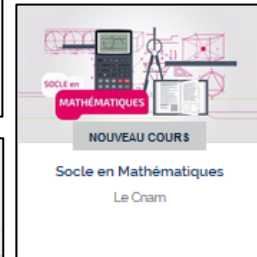 SOCLE en
MATHÉMATIQUES
NOUVEAU COURS
Socle en Mathématiques
Le Cnam